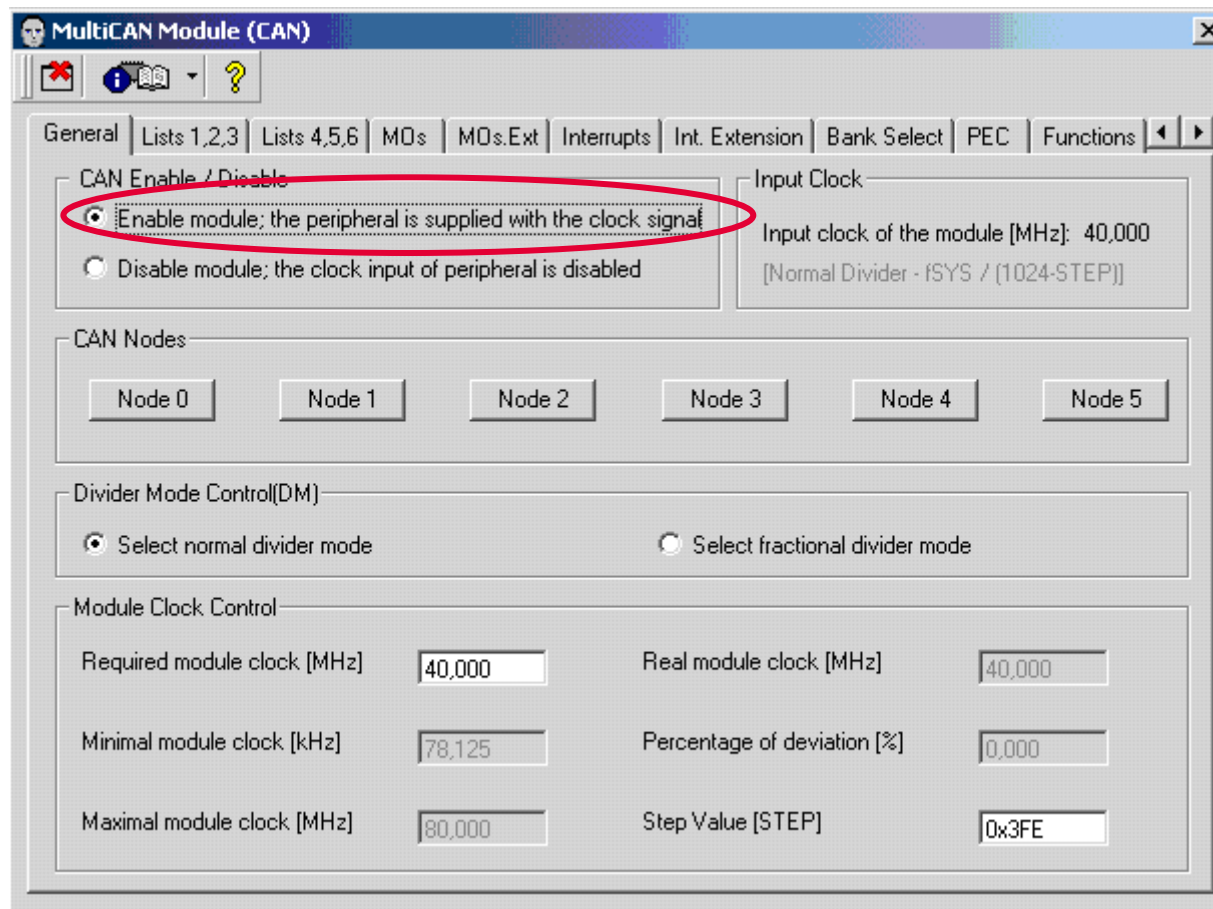 MultiCAN Module (CAN)
General Lists 1,2,3 Lists 4,5,6 MOs MOs.Ext Interrupts Int. Extension Bank Select PEC Functions
CAN Enable / Disable
Enable module; the peripheral is supplied with the clock signal
Disable module; the clock input of peripheral is disabled
Input Clock
Input clock of the module [MHz]: 40,000
[Normal Divider - fSYS / (1024-STEP)]
CAN Nodes
Node 0 Node 1 Node 2 Node 3 Node 4 Node 5
Divider Mode Control(DM)
Select normal divider mode Select fractional divider mode
Module Clock Control
Required module clock [MHz] 40,000 Real module clock [MHz] 40,000
Minimal module clock [kHz] 78,125 Percentage of deviation [%] 0,000
Maximal module clock [MHz] 80,000 Step Value [STEP] 0x3FE